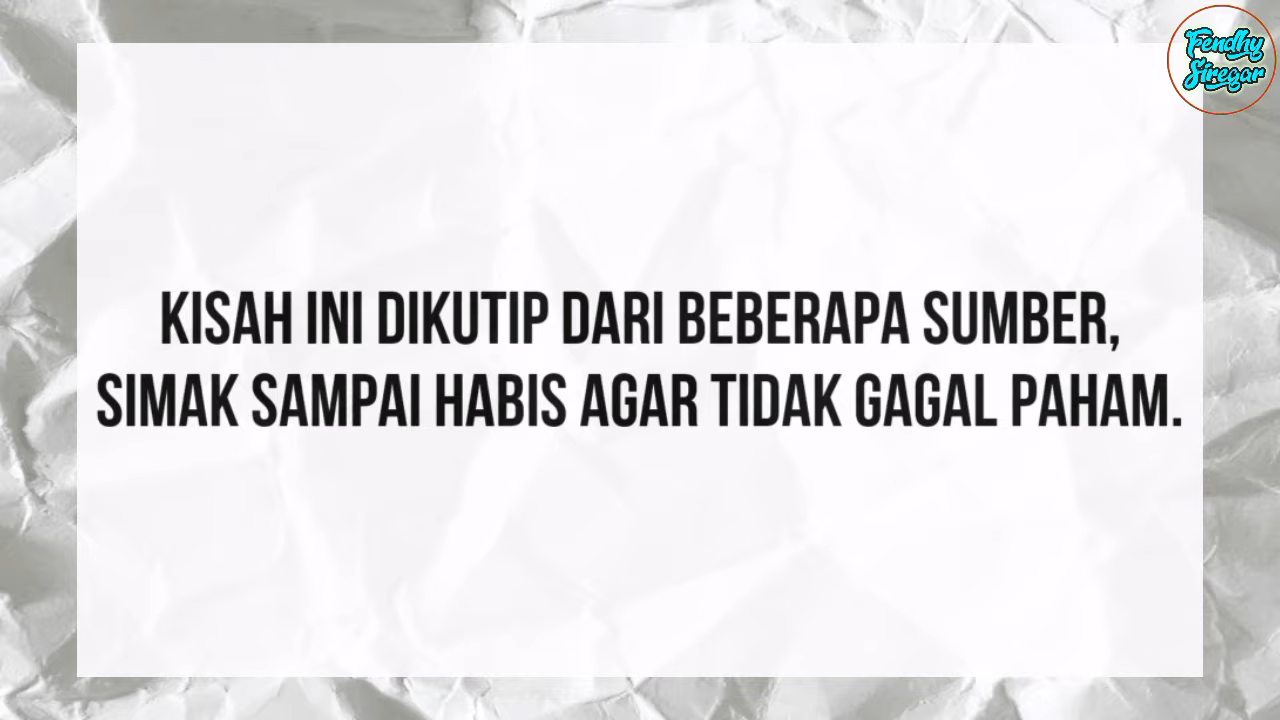 Fendhy
Siregar
KISAH INI DIKUTIP DARI BEBERAPA SUMBER,
SIMAK SAMPAI HABIS AGAR TIDAK GAGAL PAHAM.